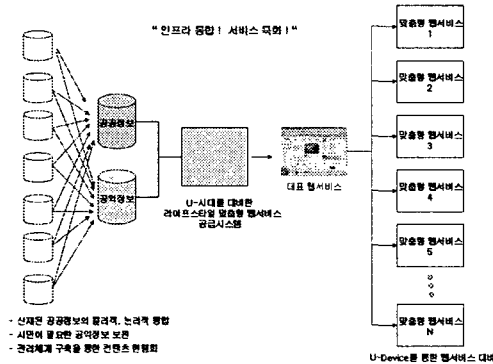 "인프라 통합! 서비스 특화!"
공공정보
공익정보
U-시대를 대비한
라이프스타일 맞춤형 웹서비스
공급시스템
대표 웹서비스
맞춤형 웹서비스
1
맞춤형 웹서비스
2
맞춤형 웹서비스
3
맞춤형 웹서비스
4
맞춤형 웹서비스
5
맞춤형 웹서비스
N
- 산재된 공공정보의 물리적, 논리적 통합
- 시민이 필요한 공익정보 보완
- 관리체계 구축을 통한 컨텐츠 현행화
U-Device를 통한 웹서비스 대비